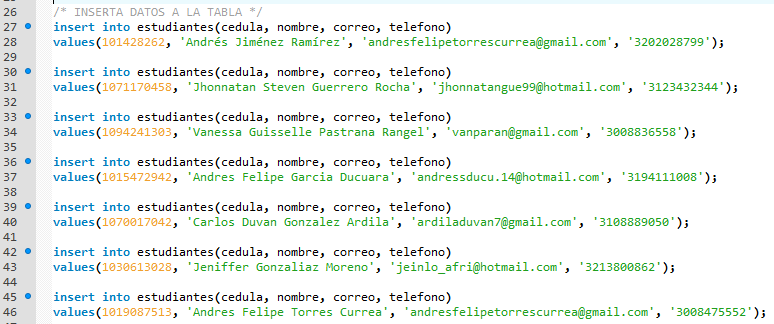 26 /* INSERTA DATOS A LA TABLA */
27 insert into estudiantes(cedula, nombre, correo, telefono)
28 values(101428262, 'Andrés Jiménez Ramírez', 'andresfelipetorrescurrea@gmail.com', '3202028799');
29
30 insert into estudiantes(cedula, nombre, correo, telefono)
31 values(1071170458, 'Jhonnatan Steven Guerrero Rocha', 'jhonnatangue99@hotmail.com', '3123432344');
32
33 insert into estudiantes(cedula, nombre, correo, telefono)
34 values(1094241303, 'Vanessa Guisselle Pastrana Rangel', 'vanparan@gmail.com', '3008836558');
35
36 insert into estudiantes(cedula, nombre, correo, telefono)
37 values(1015472942, 'Andres Felipe Garcia Ducuara', 'andressducu.14@hotmail.com', '3194111008');
38
39 insert into estudiantes(cedula, nombre, correo, telefono)
40 values(1070017042, 'Carlos Duvan Gonzalez Ardila', 'ardiladuvan7@gmail.com', '3108889050');
41
42 insert into estudiantes(cedula, nombre, correo, telefono)
43 values(1030613028, 'Jeniffer Gonzaliaz Moreno', 'jeinlo_afri@hotmail.com', '3213800862');
44
45 insert into estudiantes(cedula, nombre, correo, telefono)
46 values(1019087513, 'Andres Felipe Torres Currea', 'andresfelipetorrescurrea@gmail.com', '3008475552');